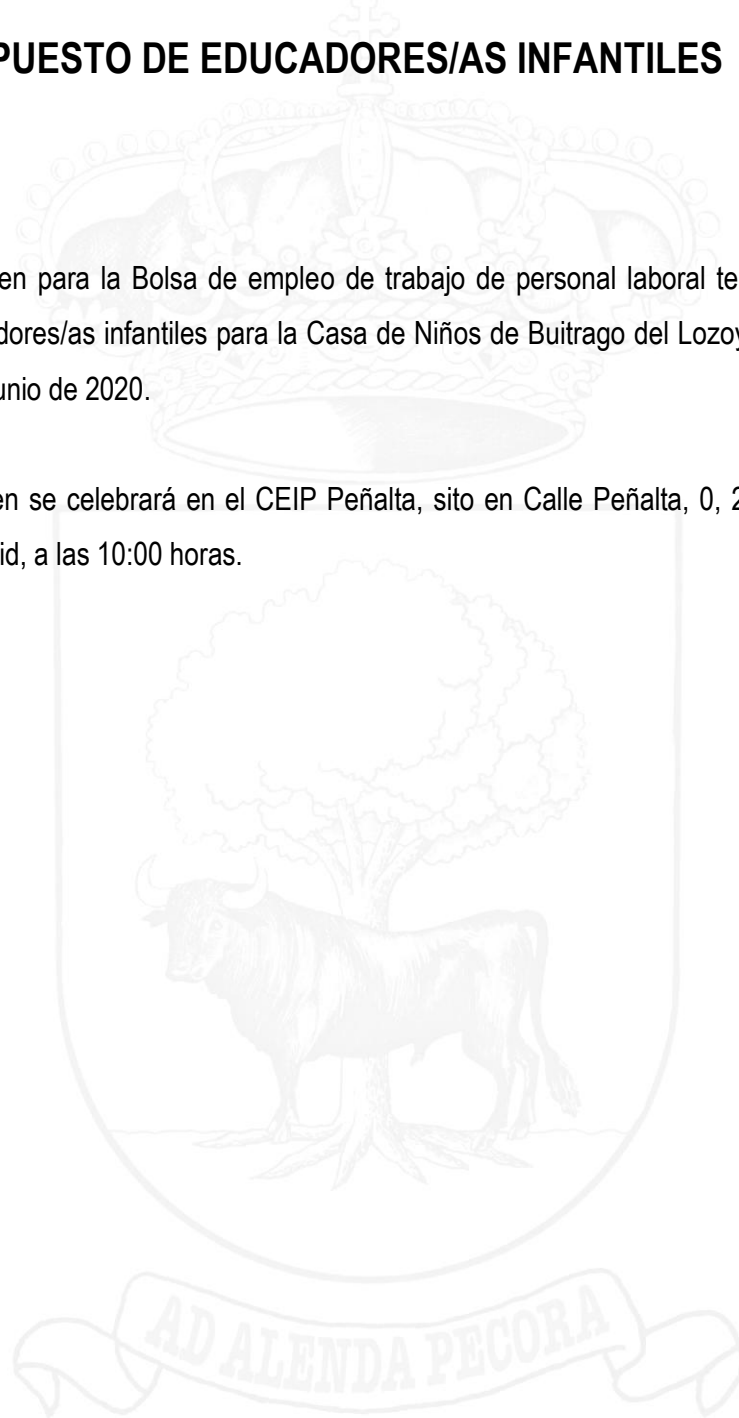 PUESTO DE EDUCADORES/AS INFANTILES
en para la Bolsa de empleo de trabajo de personal laboral te
dores/as infantiles para la Casa de Niños de Buitrago del Lozoy
unio de 2020.
en se celebrará en el CEIP Peñalta, sito en Calle Peñalta, 0, 2
id, a las 10:00 horas.
AD ALENDA PECORA